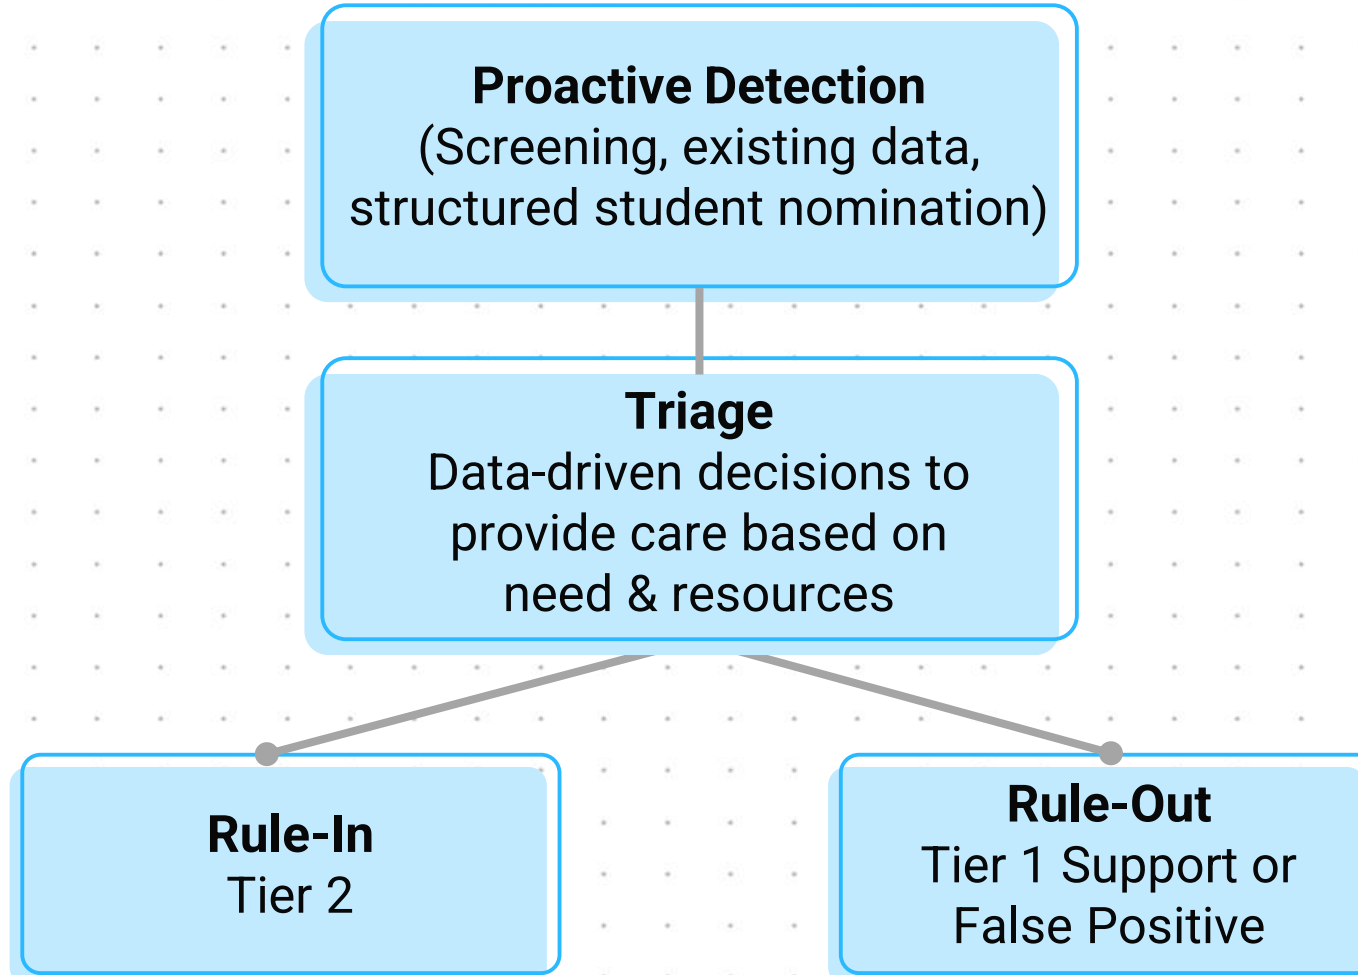 Proactive Detection
(Screening, existing data,
structured student nomination)
Triage
Data-driven decisions to
provide care based on
need & resources
Rule-In
Tier 2
Rule-Out
Tier 1 Support or
False Positive